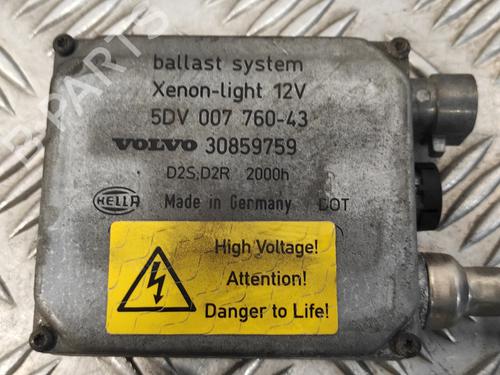 ballast system
Xenon-light 12V
5DV 007 760-43
VOLVO 30859759
D2S,D2R 2000h
HELLA Made in Germany DOT
High Voltage!
Attention!
Danger to Life!